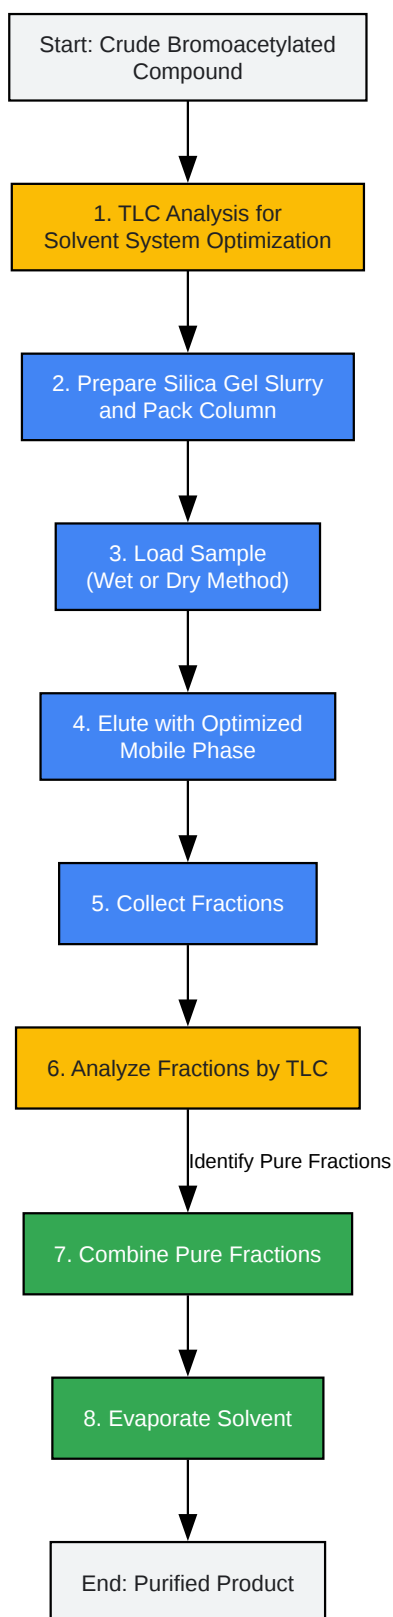 Start: Crude Bromoacetylated
Compound
1. TLC Analysis for
Solvent System Optimization
2. Prepare Silica Gel Slurry
and Pack Column
3. Load Sample
(Wet or Dry Method)
4. Elute with Optimized
Mobile Phase
5. Collect Fractions
6. Analyze Fractions by TLC
Identify Pure Fractions
7. Combine Pure Fractions
8. Evaporate Solvent
End: Purified Product